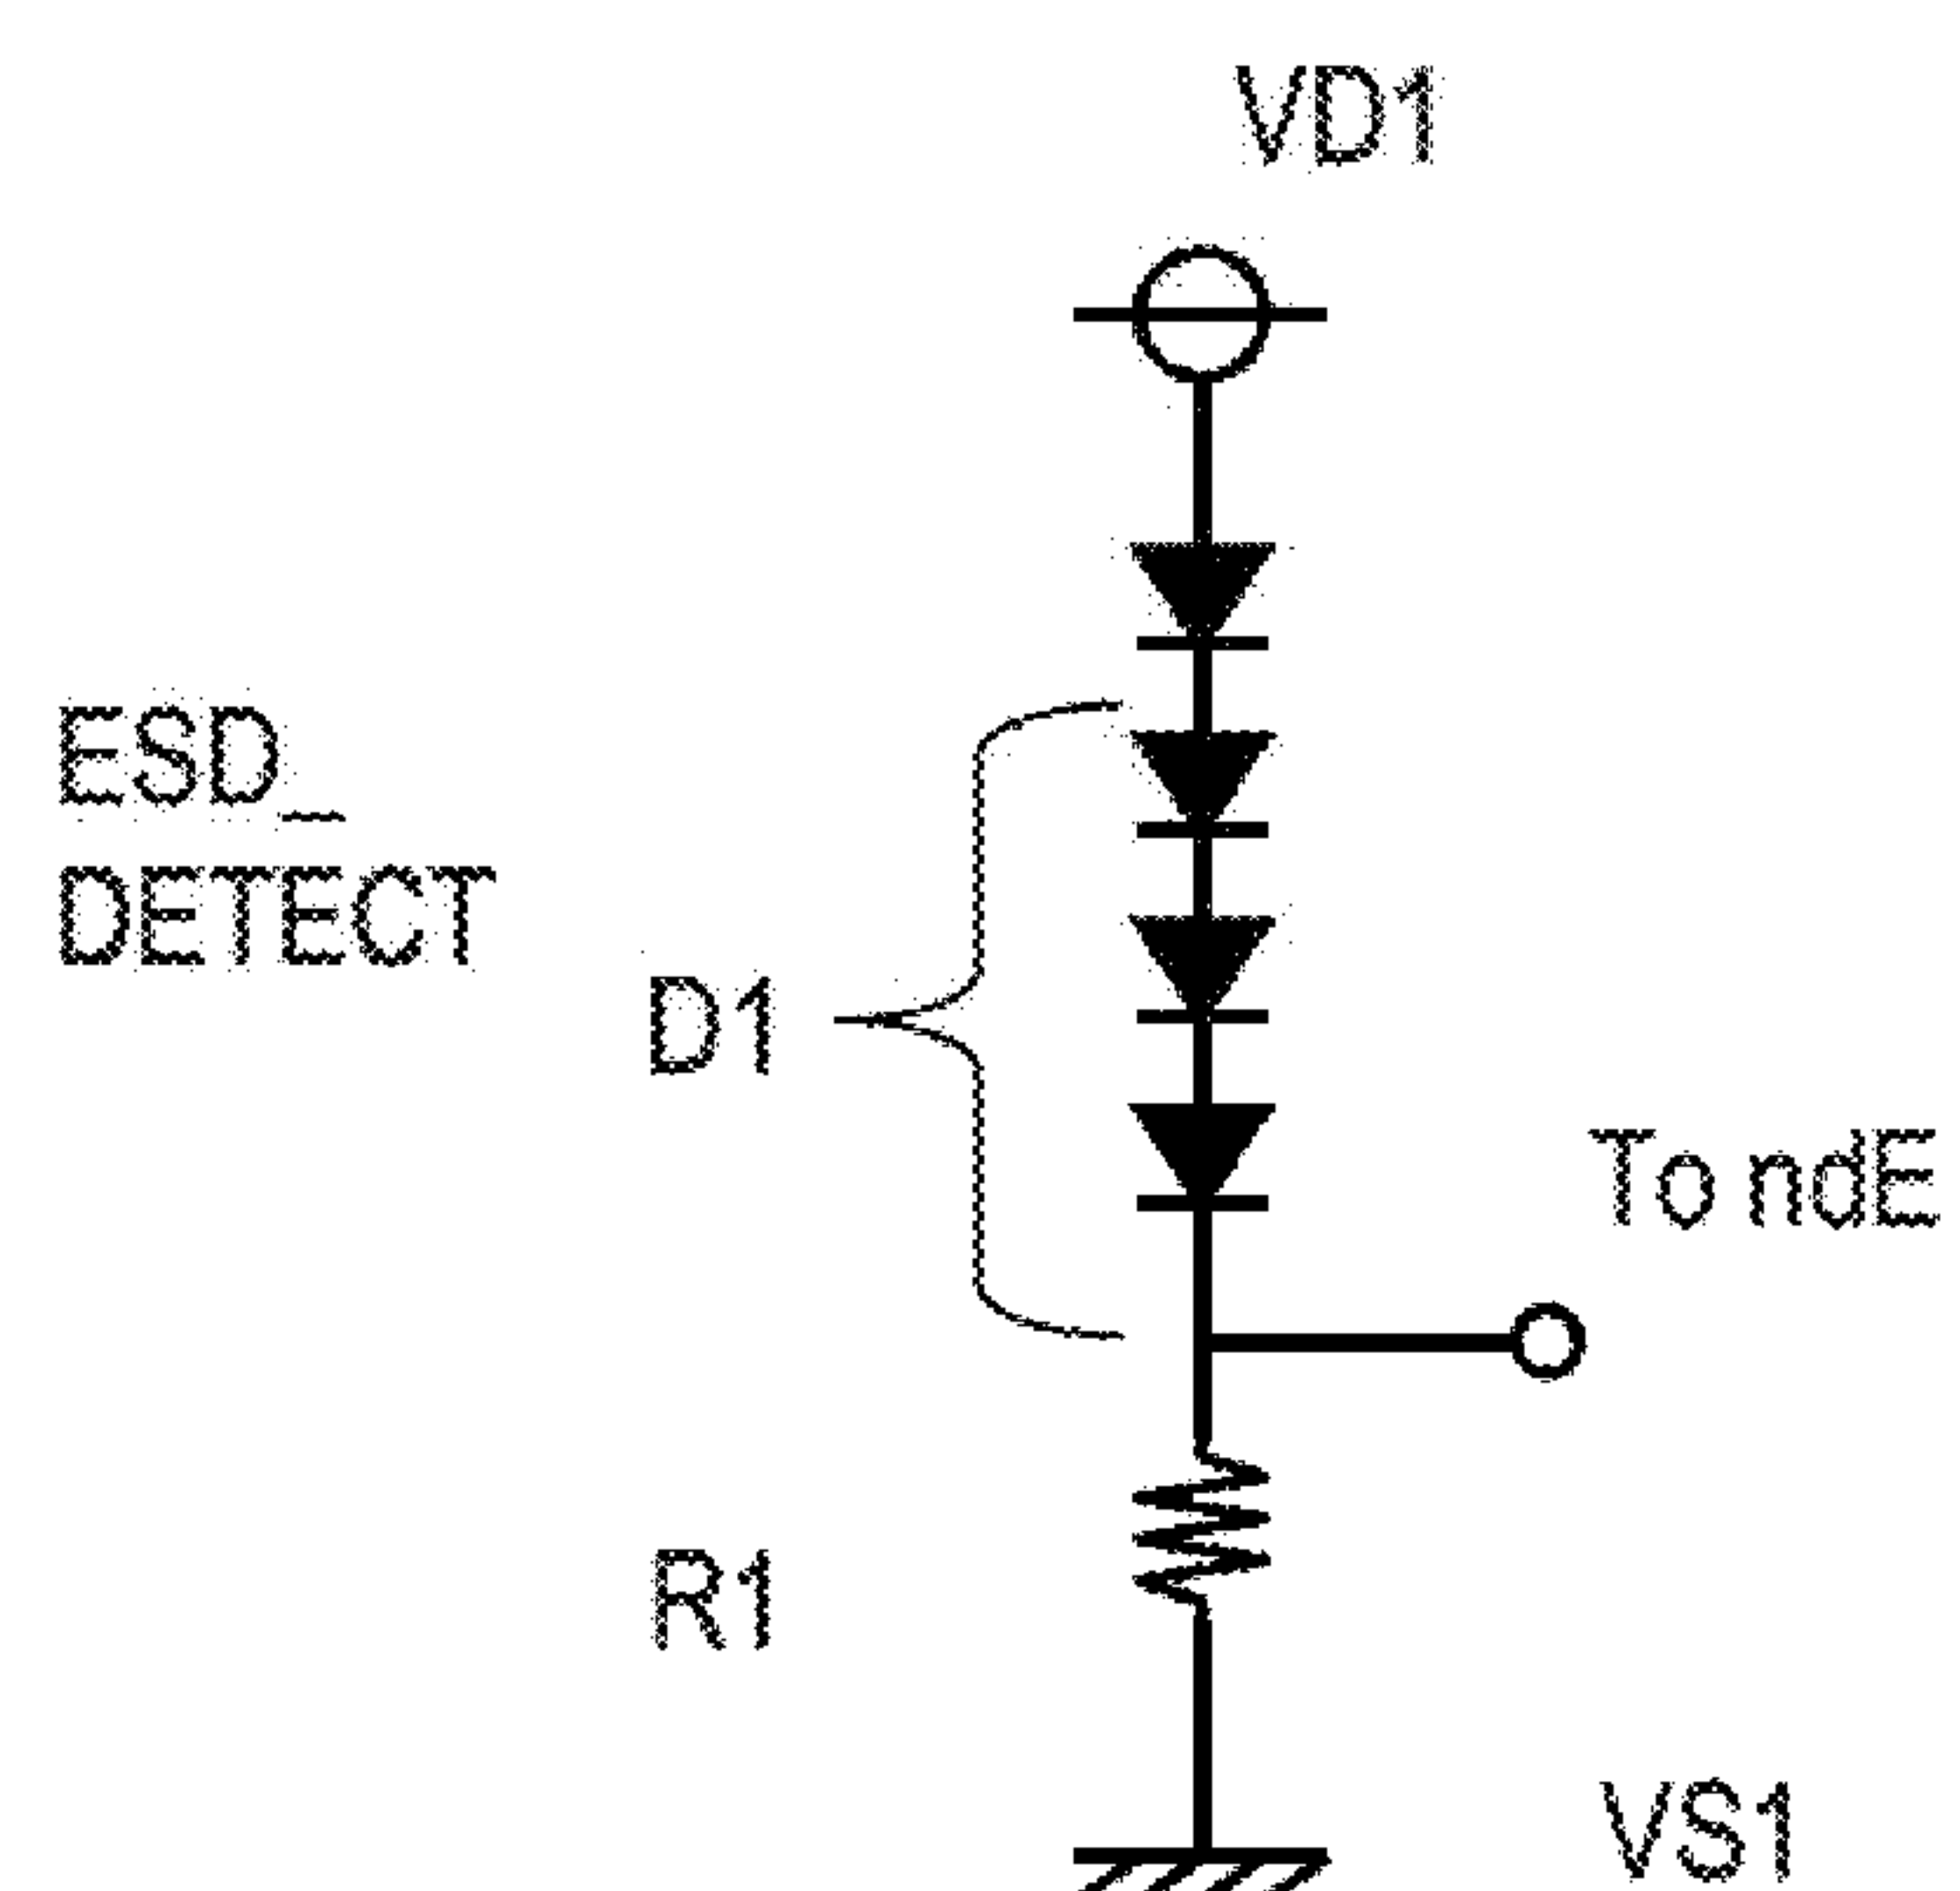 VD1
ESD_
DETECT
D1
To ndE
R1
VS1